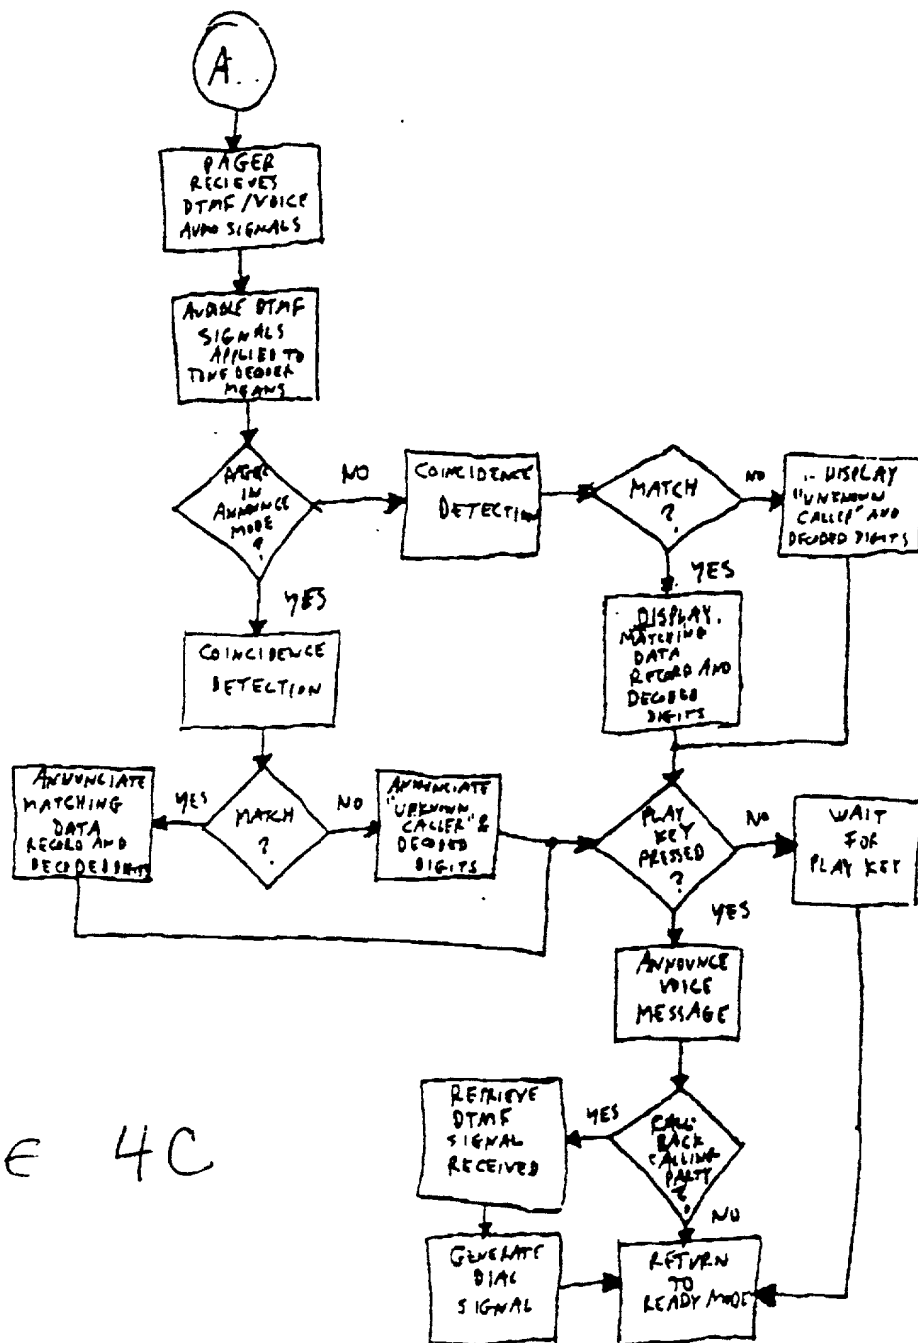 A.
PAGER
RECIEVES
DTMF/VOICE
AUDIO SIGNALS
AUDIBLE DTMF
SIGNALS
APPLIED TO
TONE DECODER
MEANS
PAGER
IN
ANNOUNCE
MODE
?
NO
COINCIDENCE
DETECTION
MATCH
?
NO
DISPLAY
"UNKNOWN
CALLER" AND
DECODED DIGITS
YES
YES
COINCIDENCE
DETECTION
DISPLAY
MATCHING
DATA
RECORD AND
DECODED
DIGITS
ANNUNCIATE
MATCHING
DATA
RECORD AND
DECODED DIGITS
YES
MATCH
?
NO
ANNUNCIATE
"UNKNOWN
CALLER" &
DECODED
DIGITS
PLAY
KEY
PRESSED
?
NO
WAIT
FOR
PLAY KEY
YES
ANNOUNCE
VOICE
MESSAGE
RETRIEVE
DTMF
SIGNAL
RECEIVED
YES
CALL
BACK
CALLING
PARTY
?
NO
E 4C
GENERATE
DIAL
SIGNAL
RETURN
TO
READY MODE